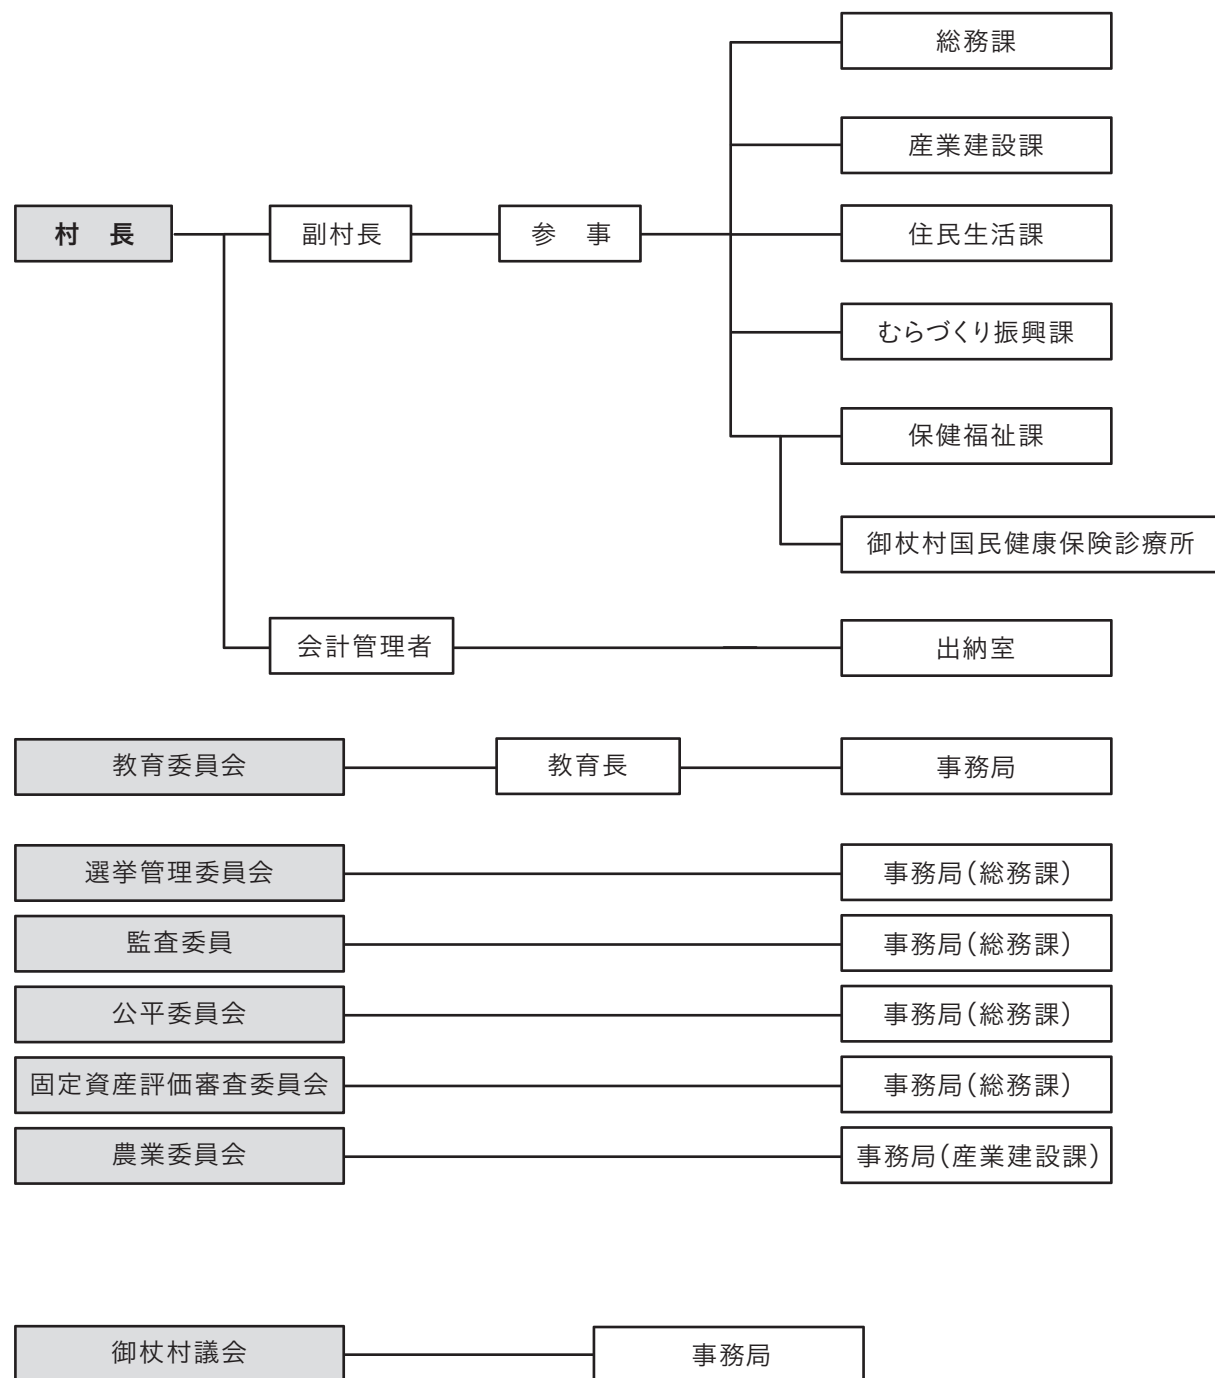 総務課
産業建設課
村　長
副村長
参　事
住民生活課
むらづくり振興課
保健福祉課
御杖村国民健康保険診療所
会計管理者
出納室
教育委員会
教育長
事務局
選挙管理委員会
事務局(総務課)
監査委員
事務局(総務課)
公平委員会
事務局(総務課)
固定資産評価審査委員会
事務局(総務課)
農業委員会
事務局(産業建設課)
御杖村議会
事務局